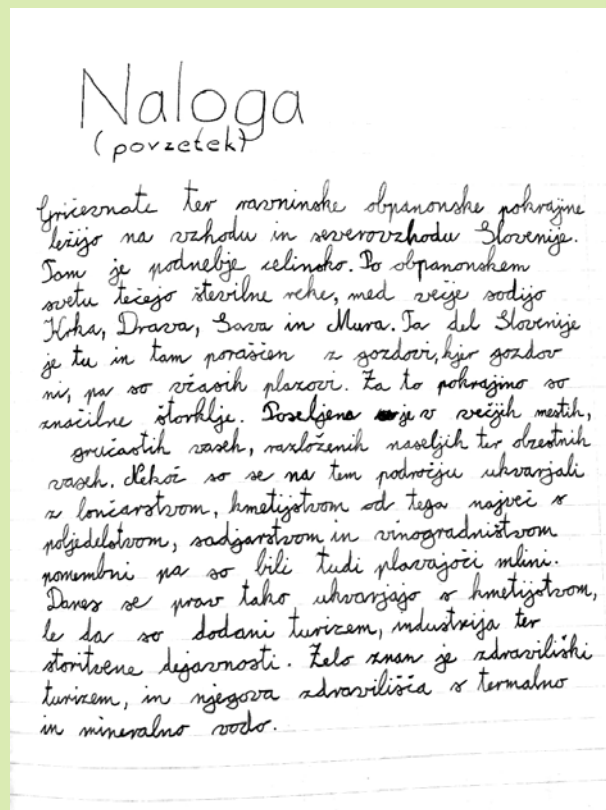 Naloga
(povzetek)
Gričevnate ter ravninske obpanonske pokrajine
ležijo na vzhodu in severovzhodu Slovenije.
Tam je podnebje celinsko. Po obpanonskem
svetu tečejo številne reke, med večje sodijo
Krka, Drava, Sava in Mura. Ta del Slovenije
je tu in tam poraščen z gozdovi, kjer gozdov
ni, pa so včasih plazovi. Za to pokrajino so
značilne štorklje. Poseljena je v večjih mestih,
gručastih vaseh, razloženih naseljih ter obcestnih
vaseh. Nekoč so se na tem področju ukvarjali
z lončarstvom, kmetijstvom od tega največ s
poljedelstvom, sadjarstvom in vinogradništvom
pomembni pa so bili tudi plavajoči mlini.
Danes se prav tako ukvarjajo s kmetijstvom,
le da so dodani turizem, industrija ter
storitvene dejavnosti. Zelo znan je zdraviliški
turizem, in njegova zdravilišča s termalno
in mineralno vodo.